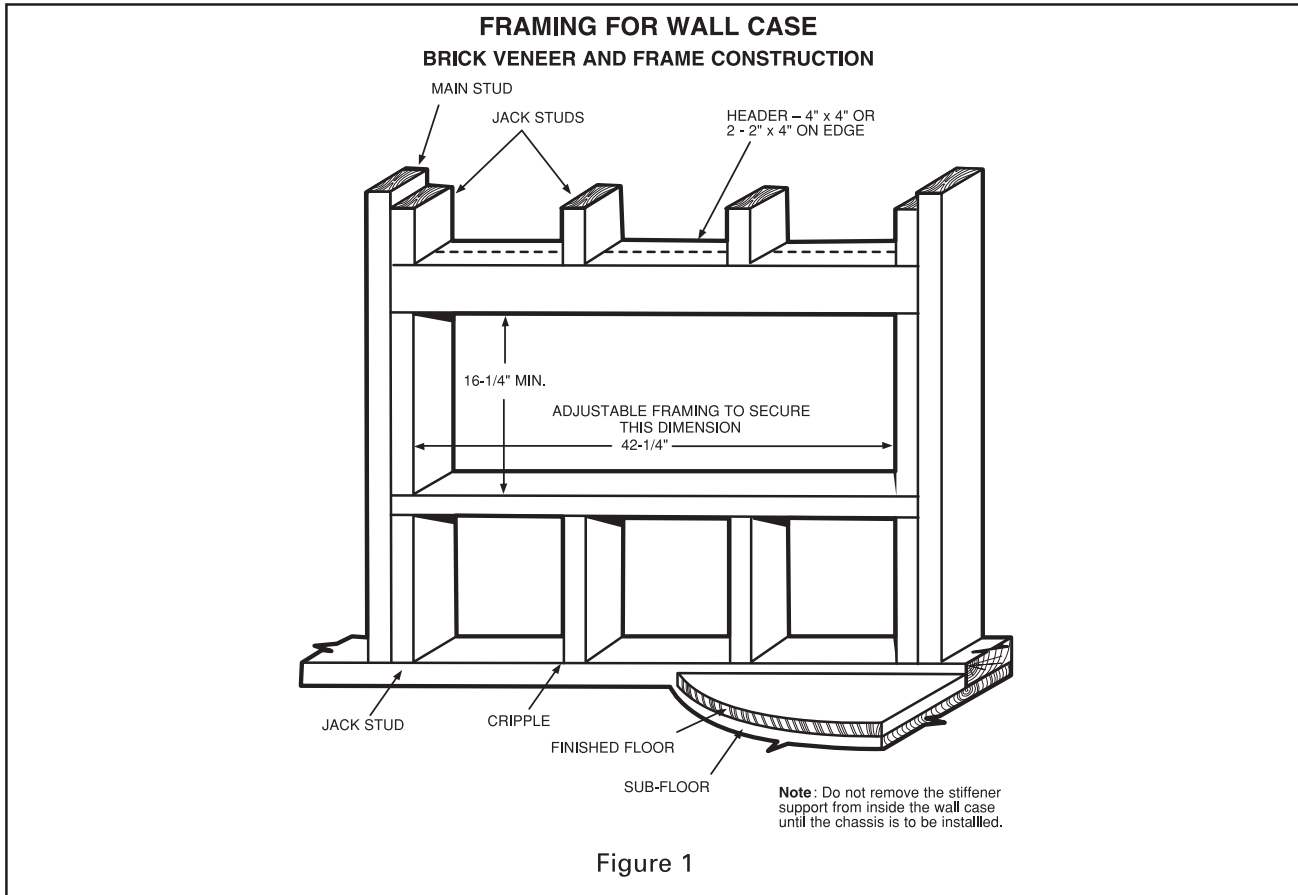 FRAMING FOR WALL CASE
BRICK VENEER AND FRAME CONSTRUCTION
MAIN STUD
JACK STUDS
HEADER – 4" x 4" OR
2 - 2" x 4" ON EDGE
16-1/4" MIN.
ADJUSTABLE FRAMING TO SECURE
THIS DIMENSION
42-1/4"
JACK STUD
CRIPPLE
FINISHED FLOOR
SUB-FLOOR
Note: Do not remove the stiffener
support from inside the wall case
until the chassis is to be installled.
Figure 1